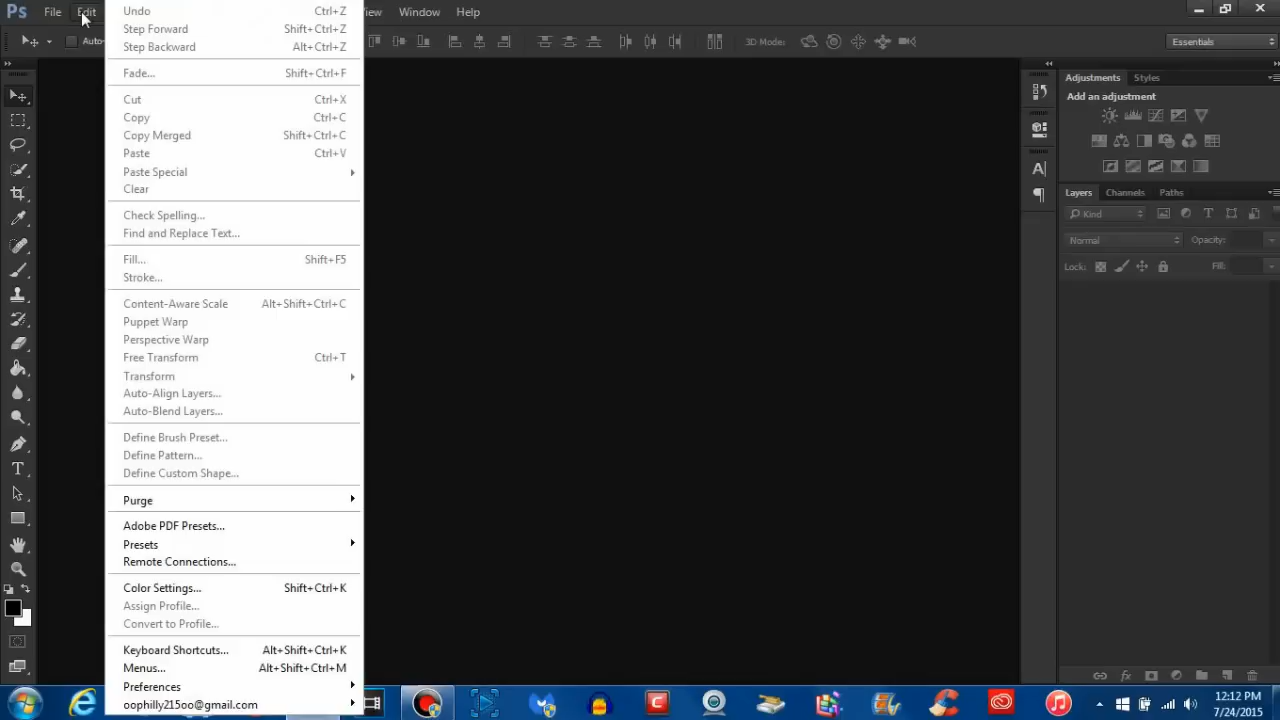 Ps File Edit Window Help
Undo Ctrl+Z
Step Forward Shift+Ctrl+Z
Step Backward Alt+Ctrl+Z
Fade... Shift+Ctrl+F
Cut Ctrl+X
Copy Ctrl+C
Copy Merged Shift+Ctrl+C
Paste Ctrl+V
Paste Special
Clear
Check Spelling...
Find and Replace Text...
Fill... Shift+F5
Stroke...
Content-Aware Scale Alt+Shift+Ctrl+C
Puppet Warp
Perspective Warp
Free Transform Ctrl+T
Transform
Auto-Align Layers...
Auto-Blend Layers...
Define Brush Preset...
Define Pattern...
Define Custom Shape...
Purge
Adobe PDF Presets...
Presets
Remote Connections...
Color Settings... Shift+Ctrl+K
Assign Profile...
Convert to Profile...
Keyboard Shortcuts... Alt+Shift+Ctrl+K
Menus... Alt+Shift+Ctrl+M
Preferences
oophilly215oo@gmail.com
Auto-
3D Mode:
Essentials
Adjustments Styles
Add an adjustment
Layers Channels Paths
Kind
Normal Opacity:
Lock: Fill:
12:12 PM
7/24/2015